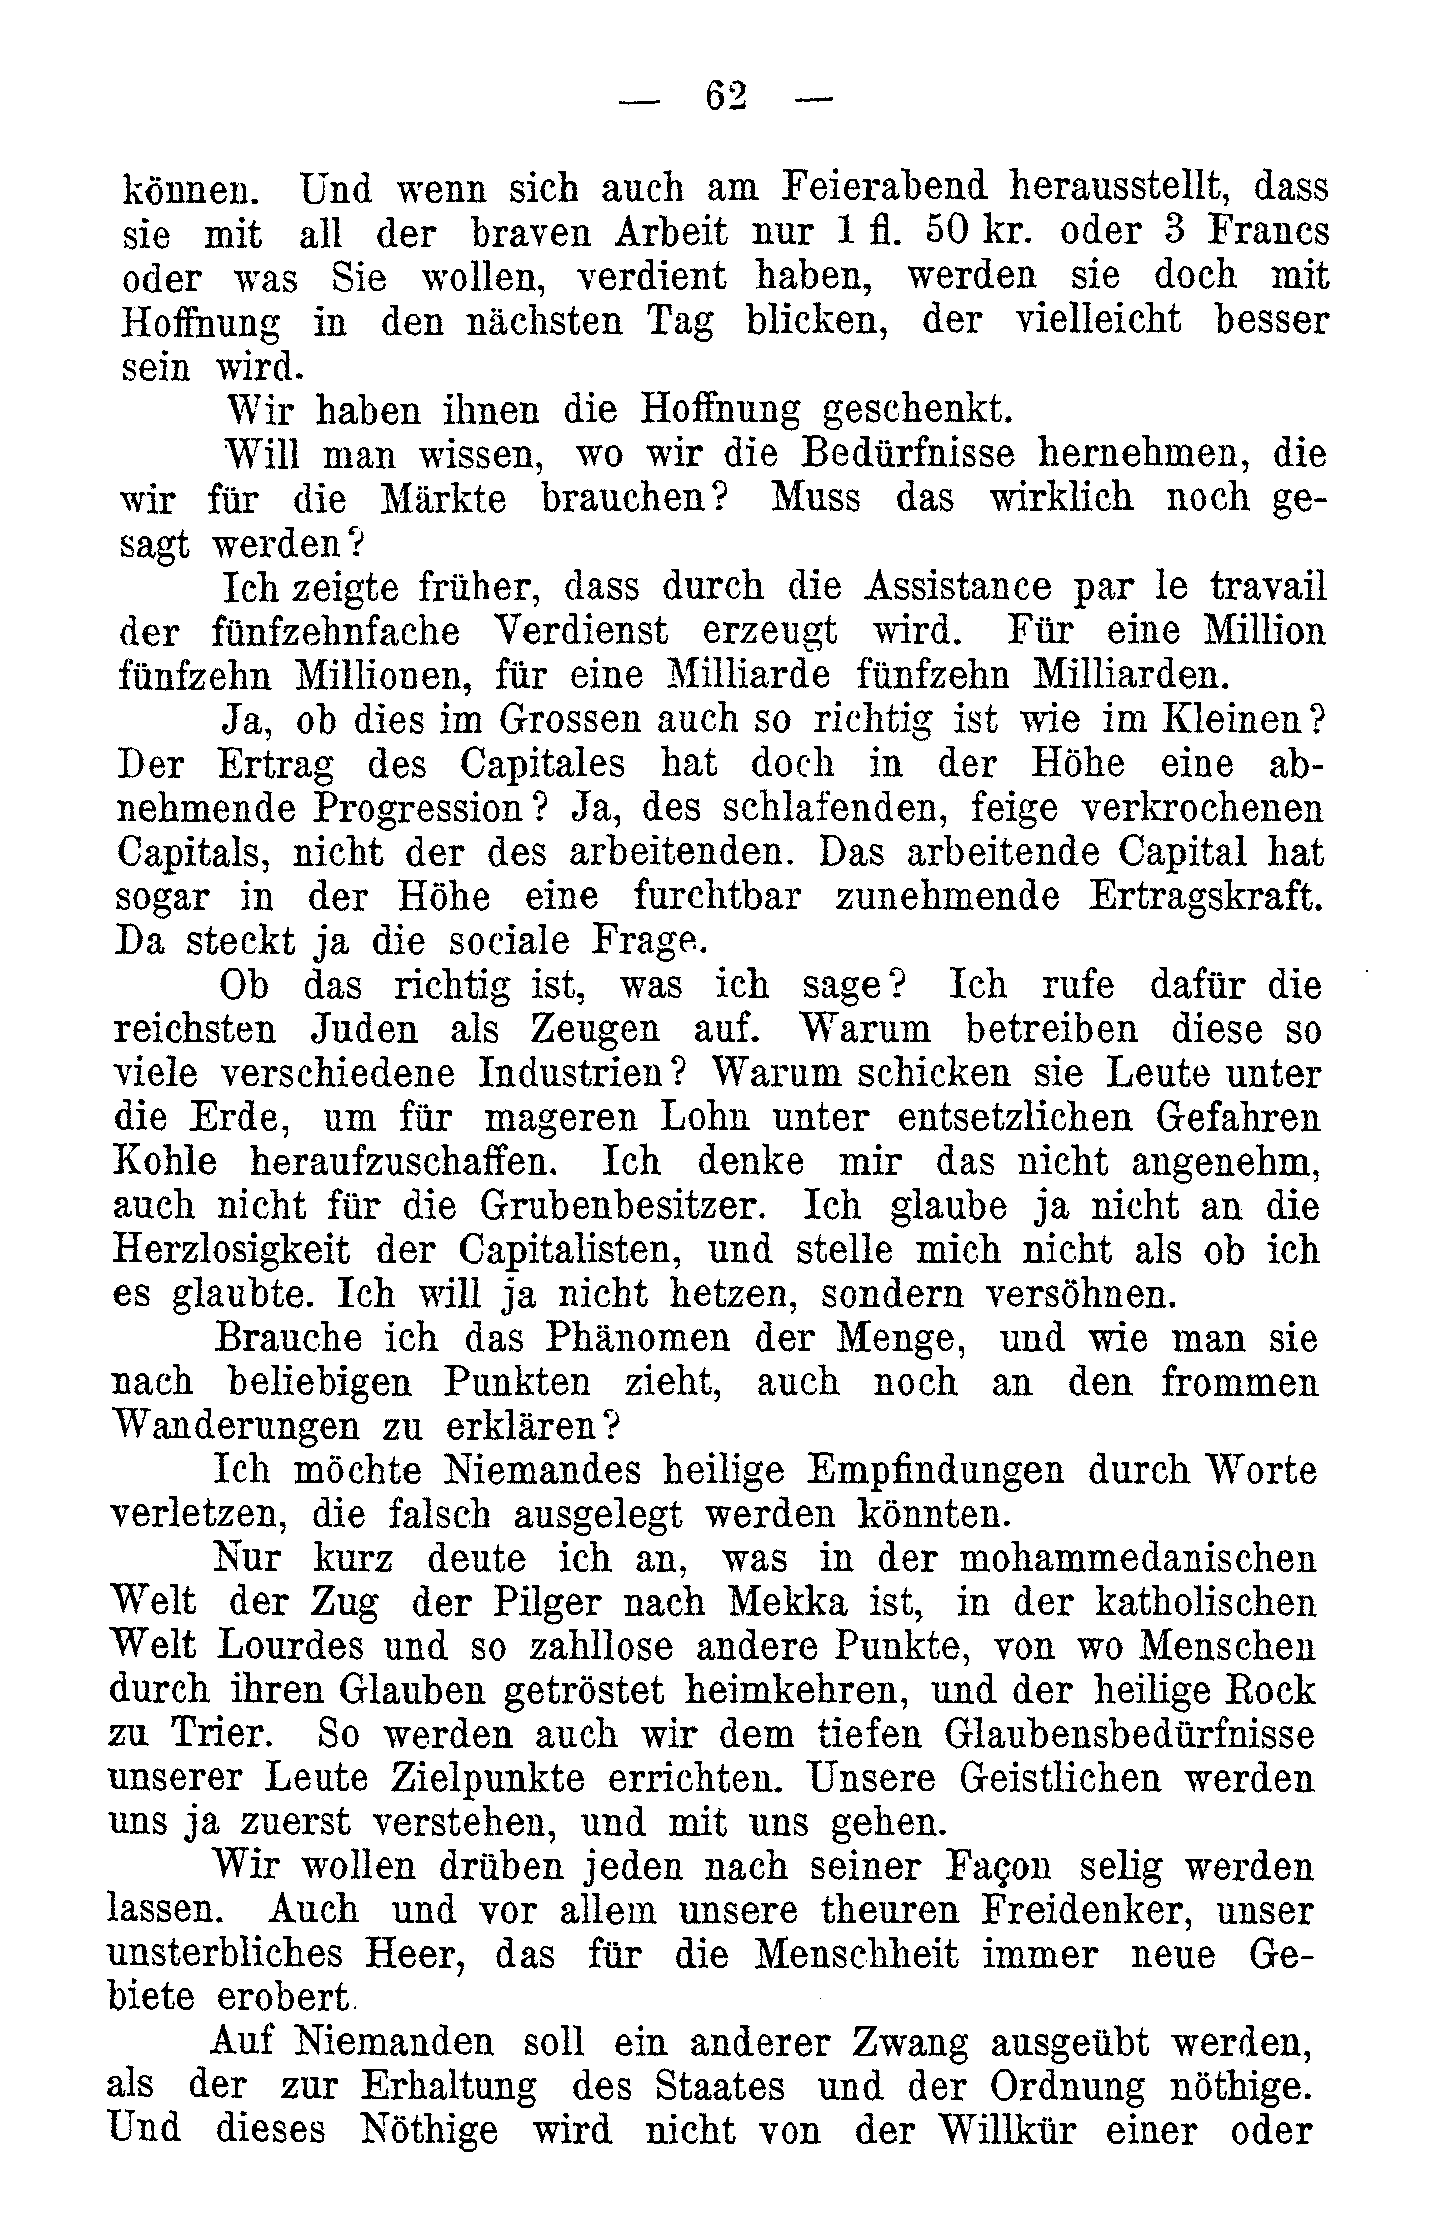 — 62 —
können. Und wenn sich auch am Feierabend herausstellt, dass
sie mit all der braven Arbeit nur 1 fl. 50 kr. oder 3 Francs
oder was Sie wollen, verdient haben, werden sie doch mit
Hoffnung in den nächsten Tag blicken, der vielleicht besser
sein wird.
Wir haben ihnen die Hoffnung geschenkt.
Will man wissen, wo wir die Bedürfnisse hernehmen, die
wir für die Märkte brauchen? Muss das wirklich noch ge-
sagt werden?
Ich zeigte früher, dass durch die Assistance par le travail
der fünfzehnfache Verdienst erzeugt wird. Für eine Million
fünfzehn Millionen, für eine Milliarde fünfzehn Milliarden.
Ja, ob dies im Grossen auch so richtig ist wie im Kleinen?
Der Ertrag des Capitales hat doch in der Höhe eine ab-
nehmende Progression? Ja, des schlafenden, feige verkrochenen
Capitals, nicht der des arbeitenden. Das arbeitende Capital hat
sogar in der Höhe eine furchtbar zunehmende Ertragskraft.
Da steckt ja die sociale Frage.
Ob das richtig ist, was ich sage? Ich rufe dafür die
reichsten Juden als Zeugen auf. Warum betreiben diese so
viele verschiedene Industrien? Warum schicken sie Leute unter
die Erde, um für mageren Lohn unter entsetzlichen Gefahren
Kohle heraufzuschaffen. Ich denke mir das nicht angenehm,
auch nicht für die Grubenbesitzer. Ich glaube ja nicht an die
Herzlosigkeit der Capitalisten, und stelle mich nicht als ob ich
es glaubte. Ich will ja nicht hetzen, sondern versöhnen.
Brauche ich das Phänomen der Menge, und wie man sie
nach beliebigen Punkten zieht, auch noch an den frommen
Wanderungen zu erklären?
Ich möchte Niemandes heilige Empfindungen durch Worte
verletzen, die falsch ausgelegt werden könnten.
Nur kurz deute ich an, was in der mohammedanischen
Welt der Zug der Pilger nach Mekka ist, in der katholischen
Welt Lourdes und so zahllose andere Punkte, von wo Menschen
durch ihren Glauben getröstet heimkehren, und der heilige Rock
zu Trier. So werden auch wir dem tiefen Glaubensbedürfnisse
unserer Leute Zielpunkte errichten. Unsere Geistlichen werden
uns ja zuerst verstehen, und mit uns gehen.
Wir wollen drüben jeden nach seiner Façon selig werden
lassen. Auch und vor allem unsere theuren Freidenker, unser
unsterbliches Heer, das für die Menschheit immer neue Ge-
biete erobert.
Auf Niemanden soll ein anderer Zwang ausgeübt werden,
als der zur Erhaltung des Staates und der Ordnung nöthige.
Und dieses Nöthige wird nicht von der Willkür einer oder